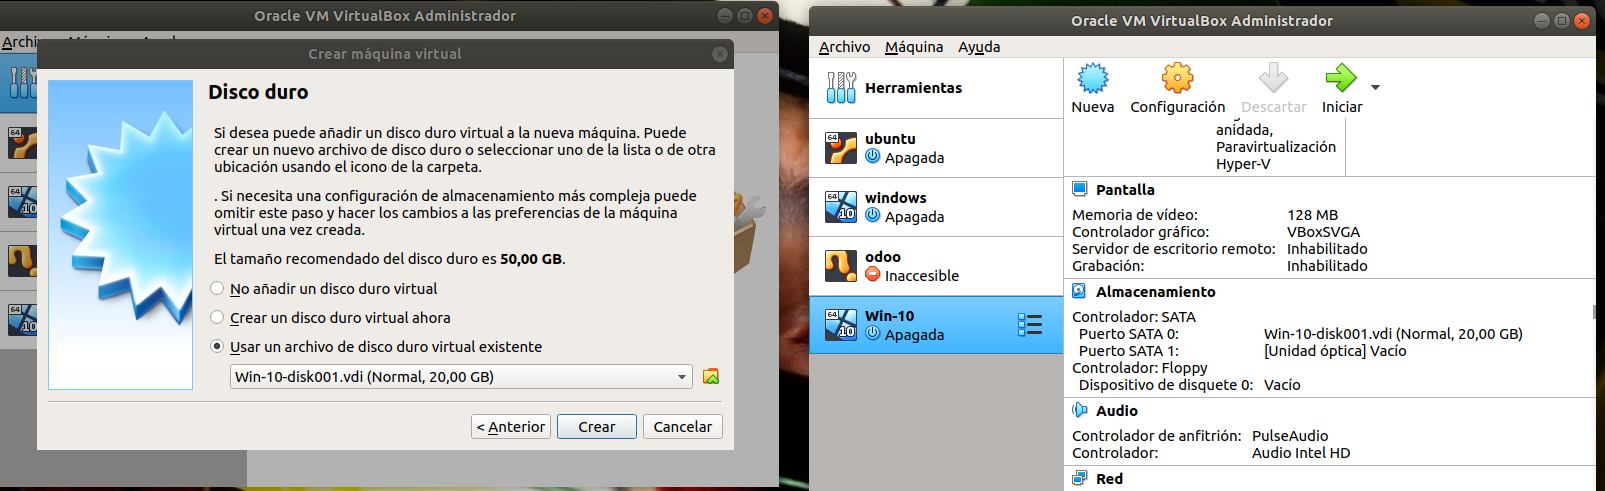 Oracle VM VirtualBox Administrador
Crear máquina virtual
Disco duro
Si desea puede añadir un disco duro virtual a la nueva máquina. Puede
crear un nuevo archivo de disco duro o seleccionar uno de la lista o de otra
ubicación usando el icono de la carpeta.
. Si necesita una configuración de almacenamiento más compleja puede
omitir este paso y hacer los cambios a las preferencias de la máquina
virtual una vez creada.
El tamaño recomendado del disco duro es 50,00 GB.
No añadir un disco duro virtual
Crear un disco duro virtual ahora
Usar un archivo de disco duro virtual existente
Win-10-disk001.vdi (Normal, 20,00 GB)
< Anterior
Crear
Cancelar
Oracle VM VirtualBox Administrador
Archivo Máquina Ayuda
Herramientas
Nueva Configuración Descartar Iniciar
64 ubuntu
Apagada
64 10 windows
Apagada
64 odoo
Inaccesible
64 10 Win-10
Apagada
anidada,
Paravirtualización
Hyper-V
Pantalla
Memoria de vídeo: 128 MB
Controlador gráfico: VBoxSVGA
Servidor de escritorio remoto: Inhabilitado
Grabación: Inhabilitado
Almacenamiento
Controlador: SATA
Puerto SATA 0: Win-10-disk001.vdi (Normal, 20,00 GB)
Puerto SATA 1: [Unidad óptica] Vacío
Controlador: Floppy
Dispositivo de disquete 0: Vacío
Audio
Controlador de anfitrión: PulseAudio
Controlador: Audio Intel HD
Red